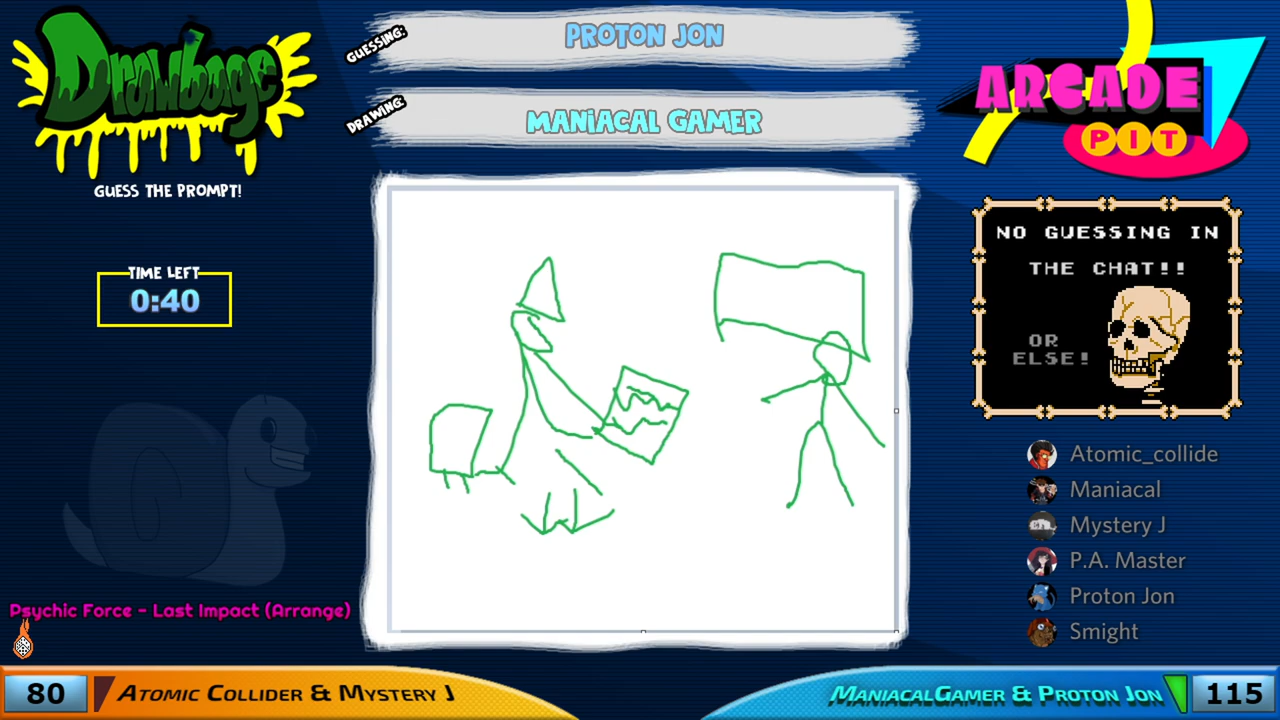 Drawbage
GUESS THE PROMPT!
TIME LEFT
0:40
Psychic Force - Last Impact (Arrange)
GUESSING:
PROTON JON
DRAWING:
MANIACAL GAMER
ARCADE
PIT
NO GUESSING IN
THE CHAT!!
OR
ELSE!
Atomic_collide
Maniacal
Mystery J
P.A. Master
Proton Jon
Smight
80
ATOMIC COLLIDER & MYSTERY J
MANIACALGAMER & PROTON JON
115